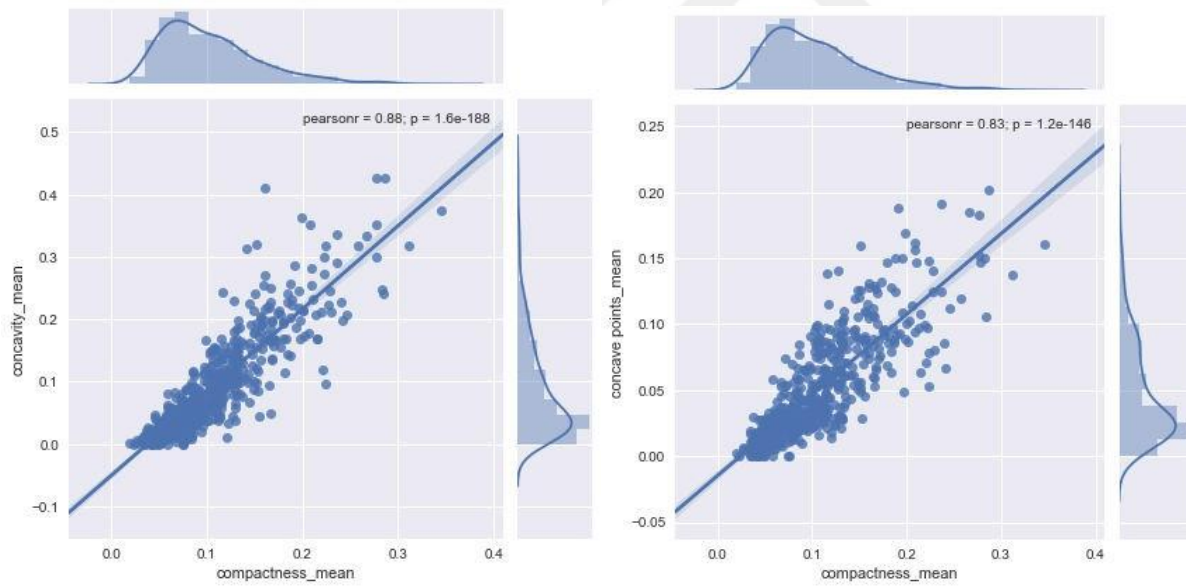 pearsonr = 0.88; p = 1.6e-188
0.5
0.4
0.3
0.2
0.1
0.0
−0.1
concavity_mean
0.0 0.1 0.2 0.3 0.4
compactness_mean
pearsonr = 0.83; p = 1.2e-146
0.25
0.20
0.15
0.10
0.05
0.00
−0.05
concave points_mean
0.0 0.1 0.2 0.3 0.4
compactness_mean